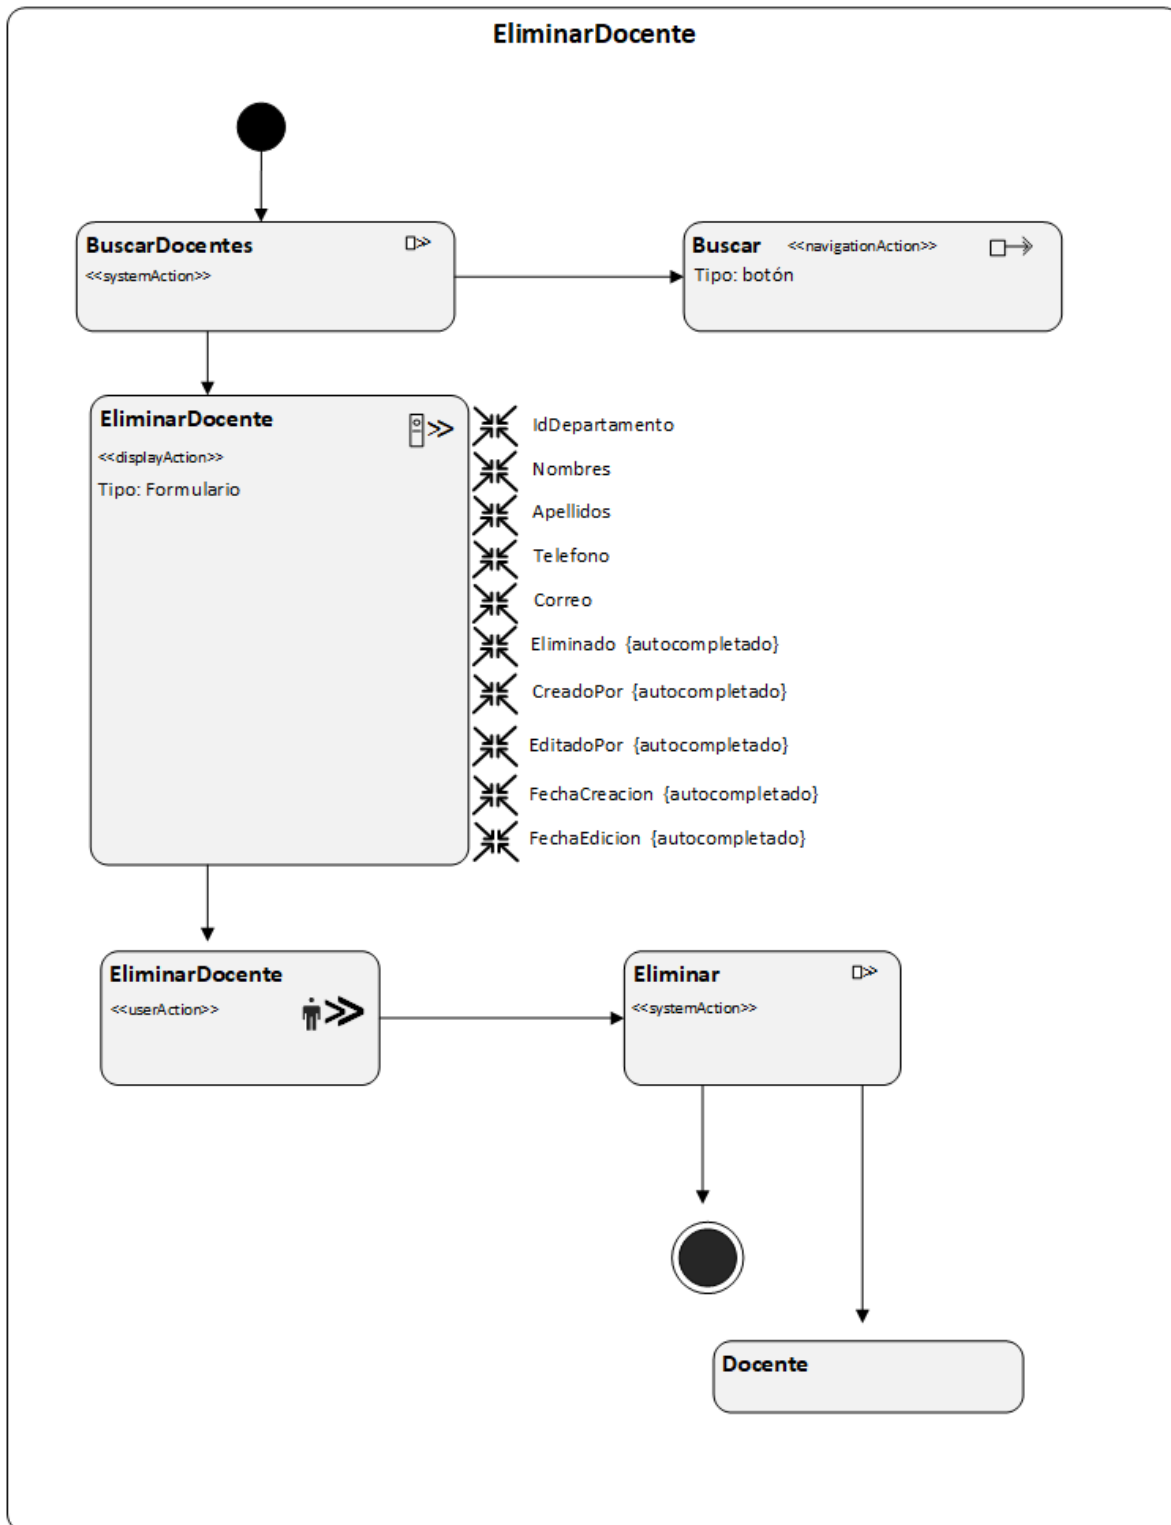 EliminarDocente
BuscarDocentes
<<systemAction>>
Buscar <<navigationAction>>
Tipo: botón
EliminarDocente
<<displayAction>>
Tipo: Formulario
IdDepartamento
Nombres
Apellidos
Telefono
Correo
Eliminado {autocompletado}
CreadoPor {autocompletado}
EditadoPor {autocompletado}
FechaCreacion {autocompletado}
FechaEdicion {autocompletado}
EliminarDocente
<<userAction>>
Eliminar
<<systemAction>>
Docente